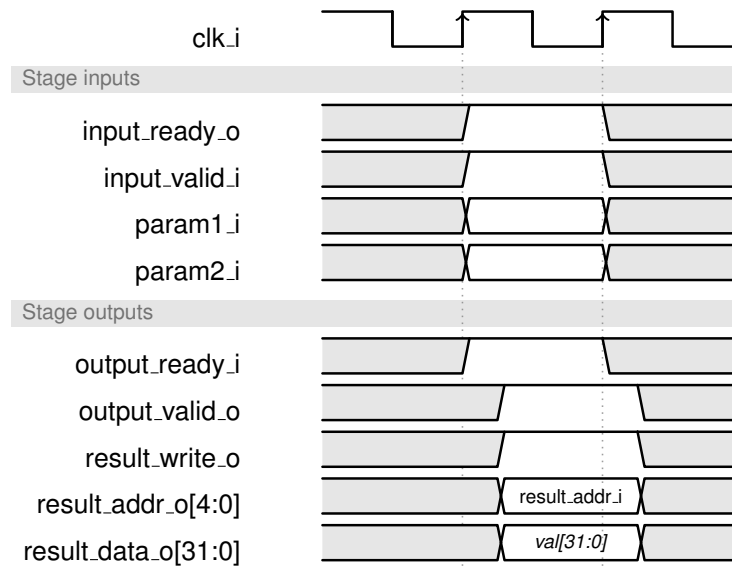 clk_i
Stage inputs
input_ready_o
input_valid_i
param1_i
param2_i
Stage outputs
output_ready_i
output_valid_o
result_write_o
result_addr_o[4:0] result_addr_i
result_data_o[31:0] val[31:0]